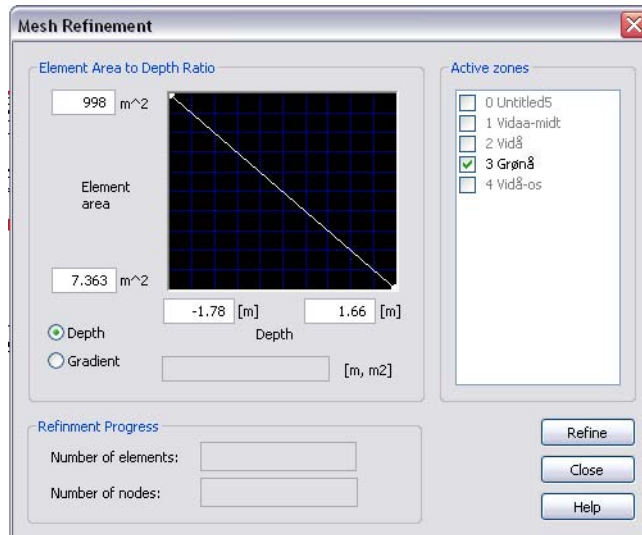 Mesh Refinement
Element Area to Depth Ratio
998 m^2
Element
area
7.363 m^2
-1.78 [m]
1.66 [m]
Depth
Depth
Gradient
[m, m2]
Active zones
0 Untitled5
1 Vidaa-midt
2 Vidå
3 Grønå
4 Vidå-os
Refinment Progress
Number of elements:
Number of nodes:
Refine
Close
Help